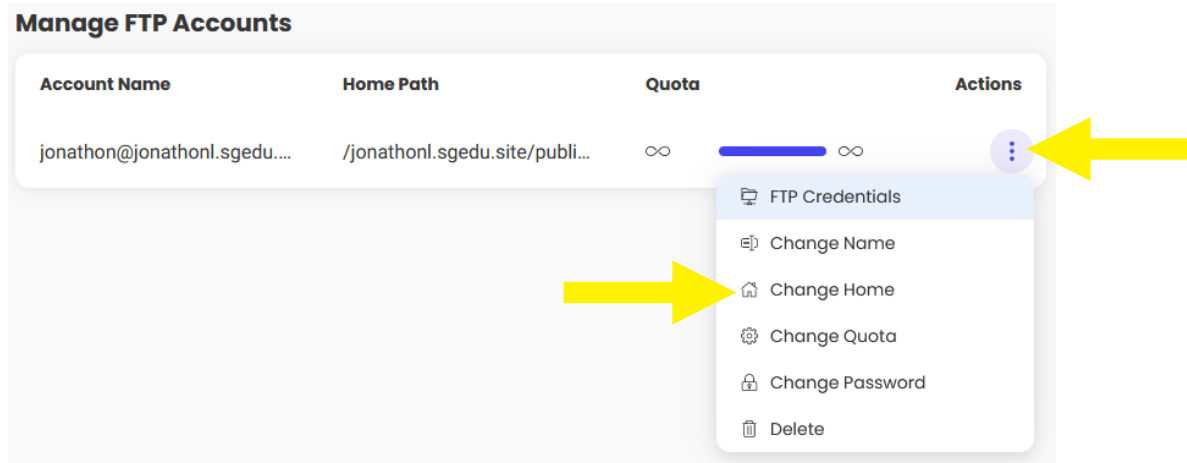 Manage FTP Accounts
Account Name Home Path Quota Actions
jonathon@jonathonl.sgedu.... /jonathonl.sgedu.site/publi... ∞ ∞
FTP Credentials
Change Name
Change Home
Change Quota
Change Password
Delete